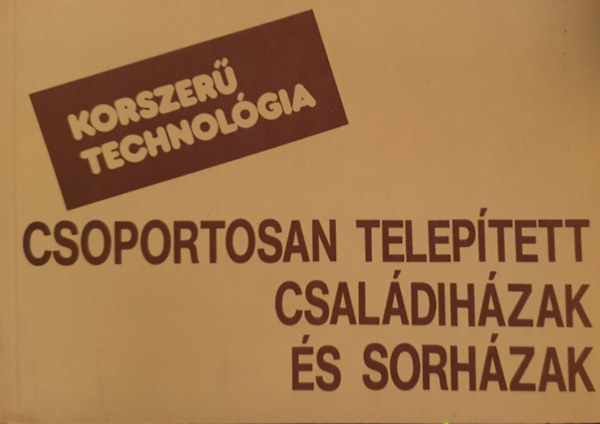 KORSZERŰ
TECHNOLÓGIA
CSOPORTOSAN TELEPÍTETT
CSALÁDIHÁZAK
ÉS SORHÁZAK